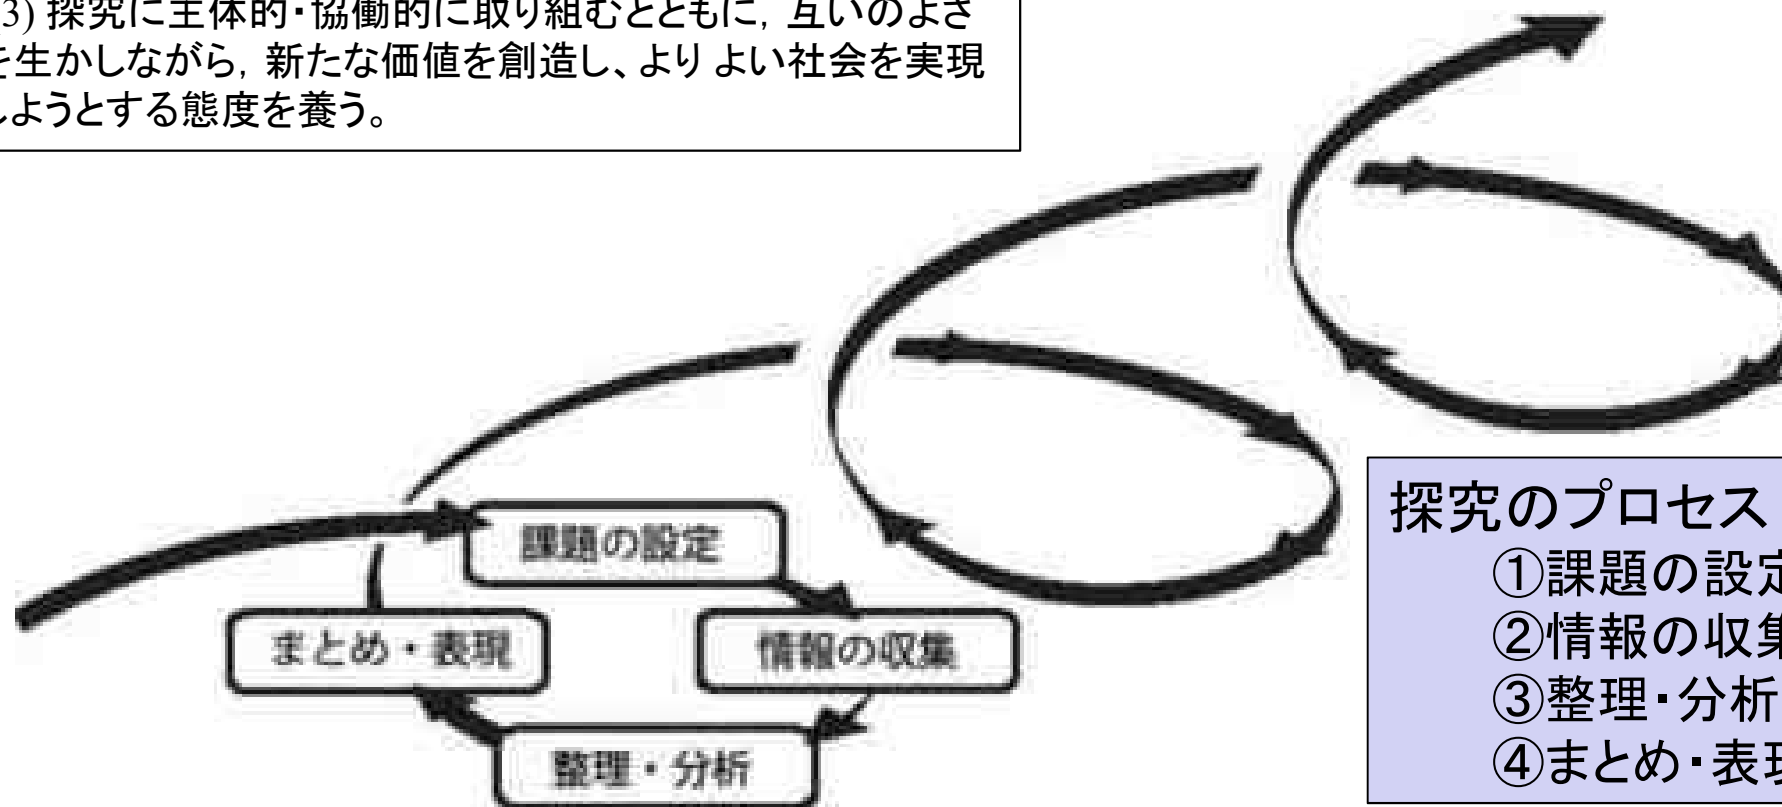 3) 探究に主体的・協働的に取り組むとともに, 互いのよさ
を生かしながら, 新たな価値を創造し、より よい社会を実現
しようとする態度を養う。
課題の設定
まとめ・表現
情報の収集
整理・分析
探究のプロセス
①課題の設定
②情報の収集
③整理・分析
④まとめ・表現